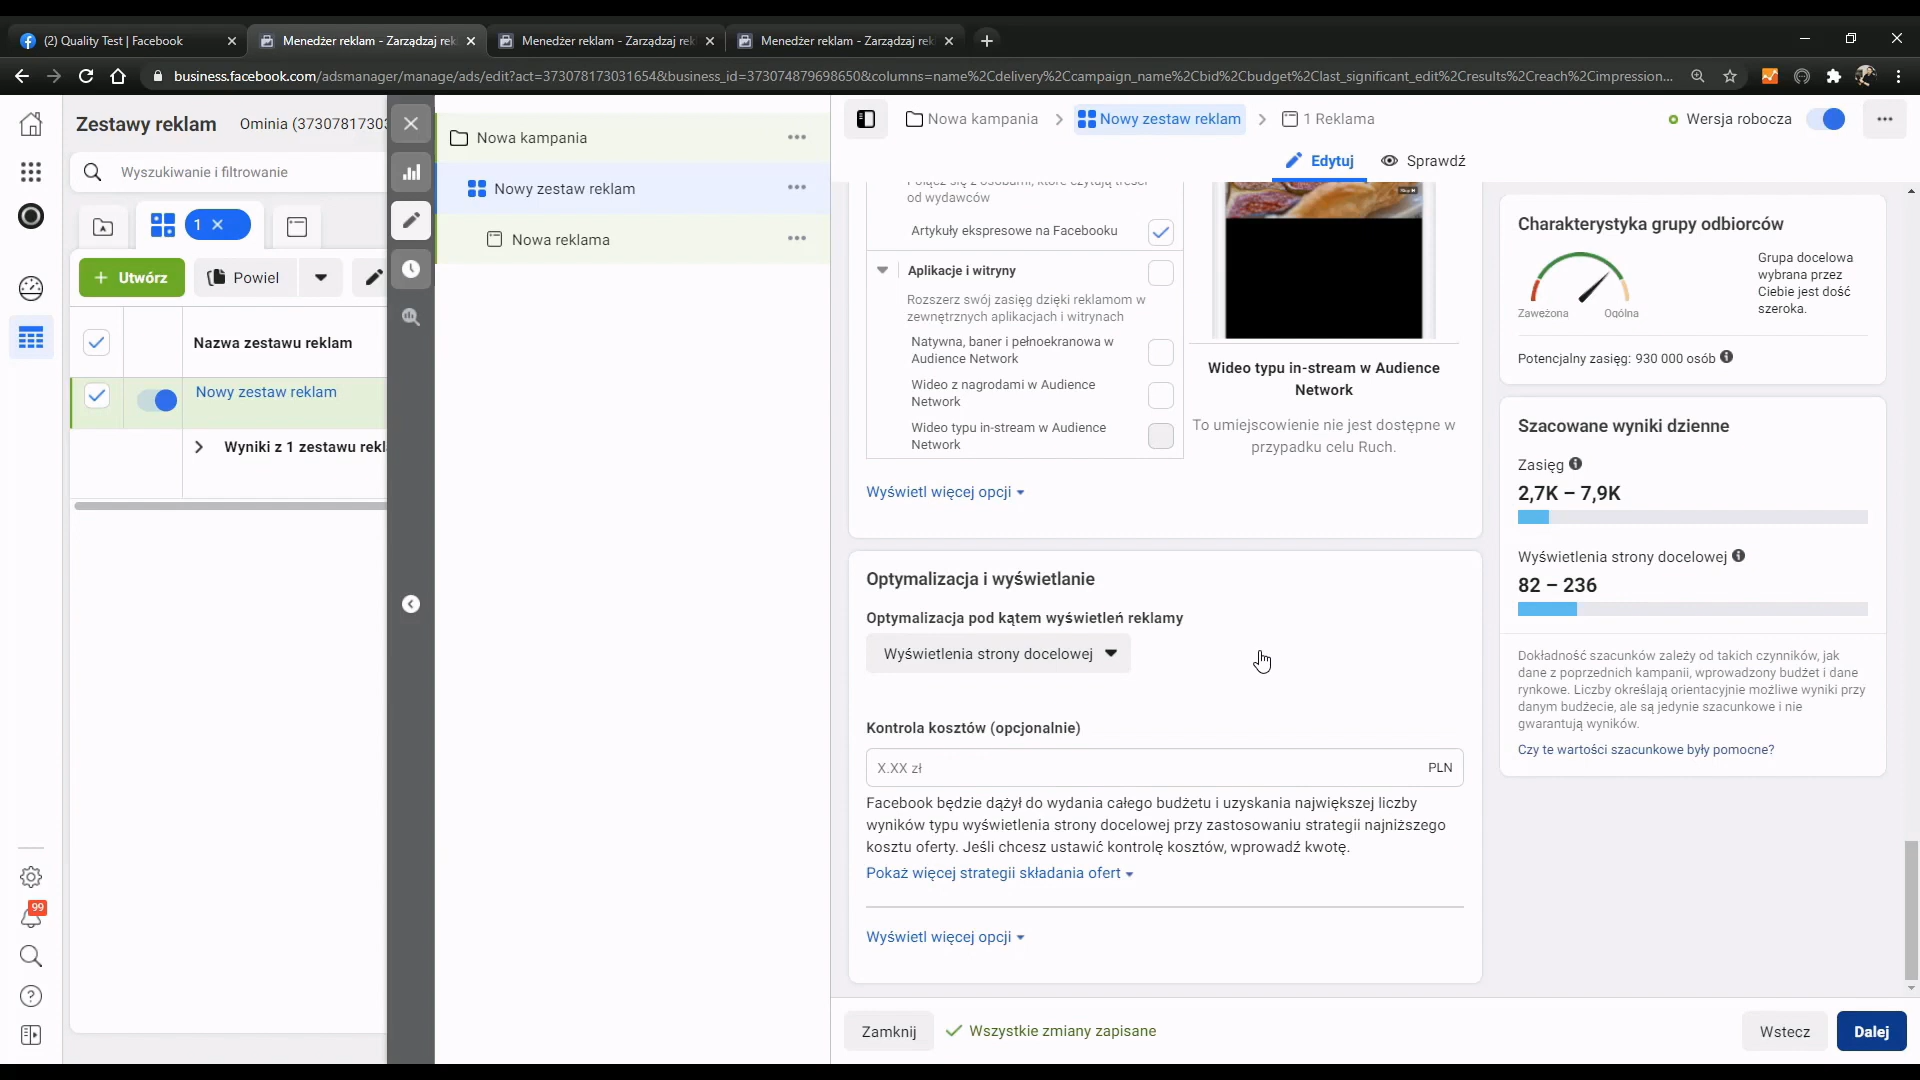 (2) Quality Test | Facebook
Menedżer reklam - Zarządzaj rek
Menedżer reklam - Zarządzaj rek
Menedżer reklam - Zarządzaj rek
business.facebook.com/adsmanager/manage/ads/edit?act=373078173031654&business_id=373074879698650&columns=name%2Cdelivery%2Ccampaign_name%2Cbid%2Cbudget%2Clast_significant_edit%2Cresults%2Creach%2Cimpression...
Zestawy reklam
Ominia (37307817303
Wyszukiwanie i filtrowanie
1
+ Utwórz
Powiel
Nazwa zestawu reklam
Nowy zestaw reklam
Wyniki z 1 zestawu rekl
99
Nowa kampania
Nowy zestaw reklam
Nowa reklama
Nowa kampania
Nowy zestaw reklam
1 Reklama
Wersja robocza
Edytuj
Sprawdź
Połącz się z osobami, które czytają treści
od wydawców
Artykuły ekspresowe na Facebooku
Aplikacje i witryny
Rozszerz swój zasięg dzięki reklamom w
zewnętrznych aplikacjach i witrynach
Natywna, baner i pełnoekranowa w
Audience Network
Wideo z nagrodami w Audience
Network
Wideo typu in-stream w Audience
Network
Wideo typu in-stream w Audience
Network
To umiejscowienie nie jest dostępne w
przypadku celu Ruch.
Wyświetl więcej opcji
Optymalizacja i wyświetlanie
Optymalizacja pod kątem wyświetleń reklamy
Wyświetlenia strony docelowej
Kontrola kosztów (opcjonalnie)
X.XX zł
PLN
Facebook będzie dążył do wydania całego budżetu i uzyskania największej liczby
wyników typu wyświetlenia strony docelowej przy zastosowaniu strategii najniższego
kosztu oferty. Jeśli chcesz ustawić kontrolę kosztów, wprowadź kwotę.
Pokaż więcej strategii składania ofert
Wyświetl więcej opcji
Charakterystyka grupy odbiorców
Zawężona
Ogólna
Grupa docelowa
wybrana przez
Ciebie jest dość
szeroka.
Potencjalny zasięg: 930 000 osób
Szacowane wyniki dzienne
Zasięg
2,7K – 7,9K
Wyświetlenia strony docelowej
82 – 236
Dokładność szacunków zależy od takich czynników, jak
dane z poprzednich kampanii, wprowadzony budżet i dane
rynkowe. Liczby określają orientacyjnie możliwe wyniki przy
danym budżecie, ale są jedynie szacunkowe i nie
gwarantują wyników.
Czy te wartości szacunkowe były pomocne?
Zamknij
Wszystkie zmiany zapisane
Wstecz
Dalej